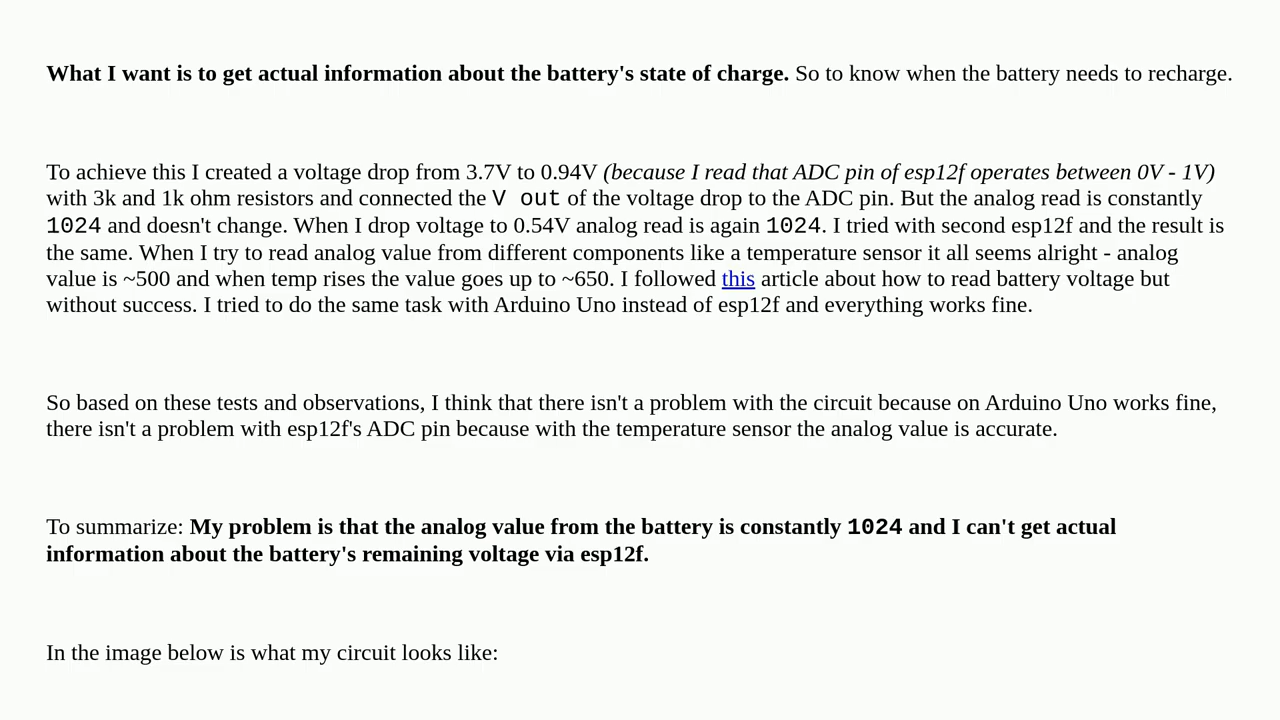 What I want is to get actual information about the battery's state of charge. So to know when the battery needs to recharge.
To achieve this I created a voltage drop from 3.7V to 0.94V (because I read that ADC pin of esp12f operates between 0V - 1V)
with 3k and 1k ohm resistors and connected the V out of the voltage drop to the ADC pin. But the analog read is constantly
1024 and doesn't change. When I drop voltage to 0.54V analog read is again 1024. I tried with second esp12f and the result is
the same. When I try to read analog value from different components like a temperature sensor it all seems alright - analog
value is ~500 and when temp rises the value goes up to ~650. I followed this article about how to read battery voltage but
without success. I tried to do the same task with Arduino Uno instead of esp12f and everything works fine.
So based on these tests and observations, I think that there isn't a problem with the circuit because on Arduino Uno works fine,
there isn't a problem with esp12f's ADC pin because with the temperature sensor the analog value is accurate.
To summarize: My problem is that the analog value from the battery is constantly 1024 and I can't get actual
information about the battery's remaining voltage via esp12f.
In the image below is what my circuit looks like: